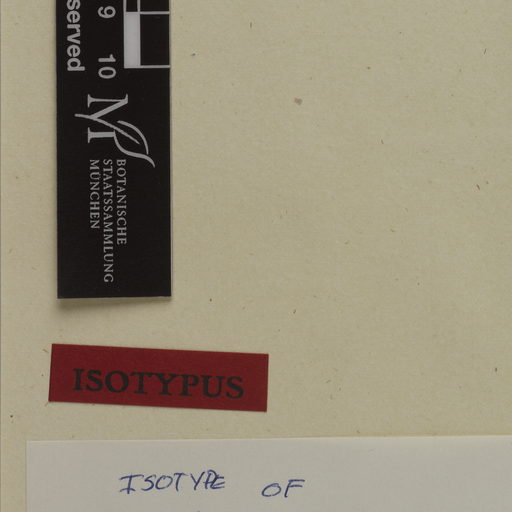 served
9 10
BOTANISCHE
STAATSSAMMLUNG
MÜNCHEN
ISOTYPUS
ISOTYPE OF